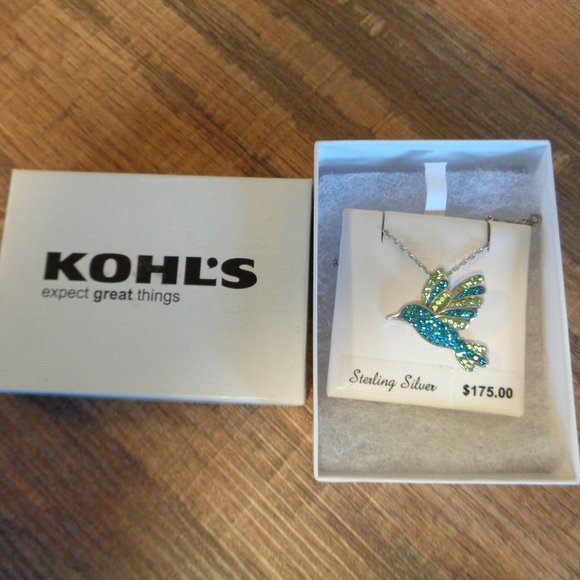 KOHL'S
expect great things
Sterling Silver
$175.00